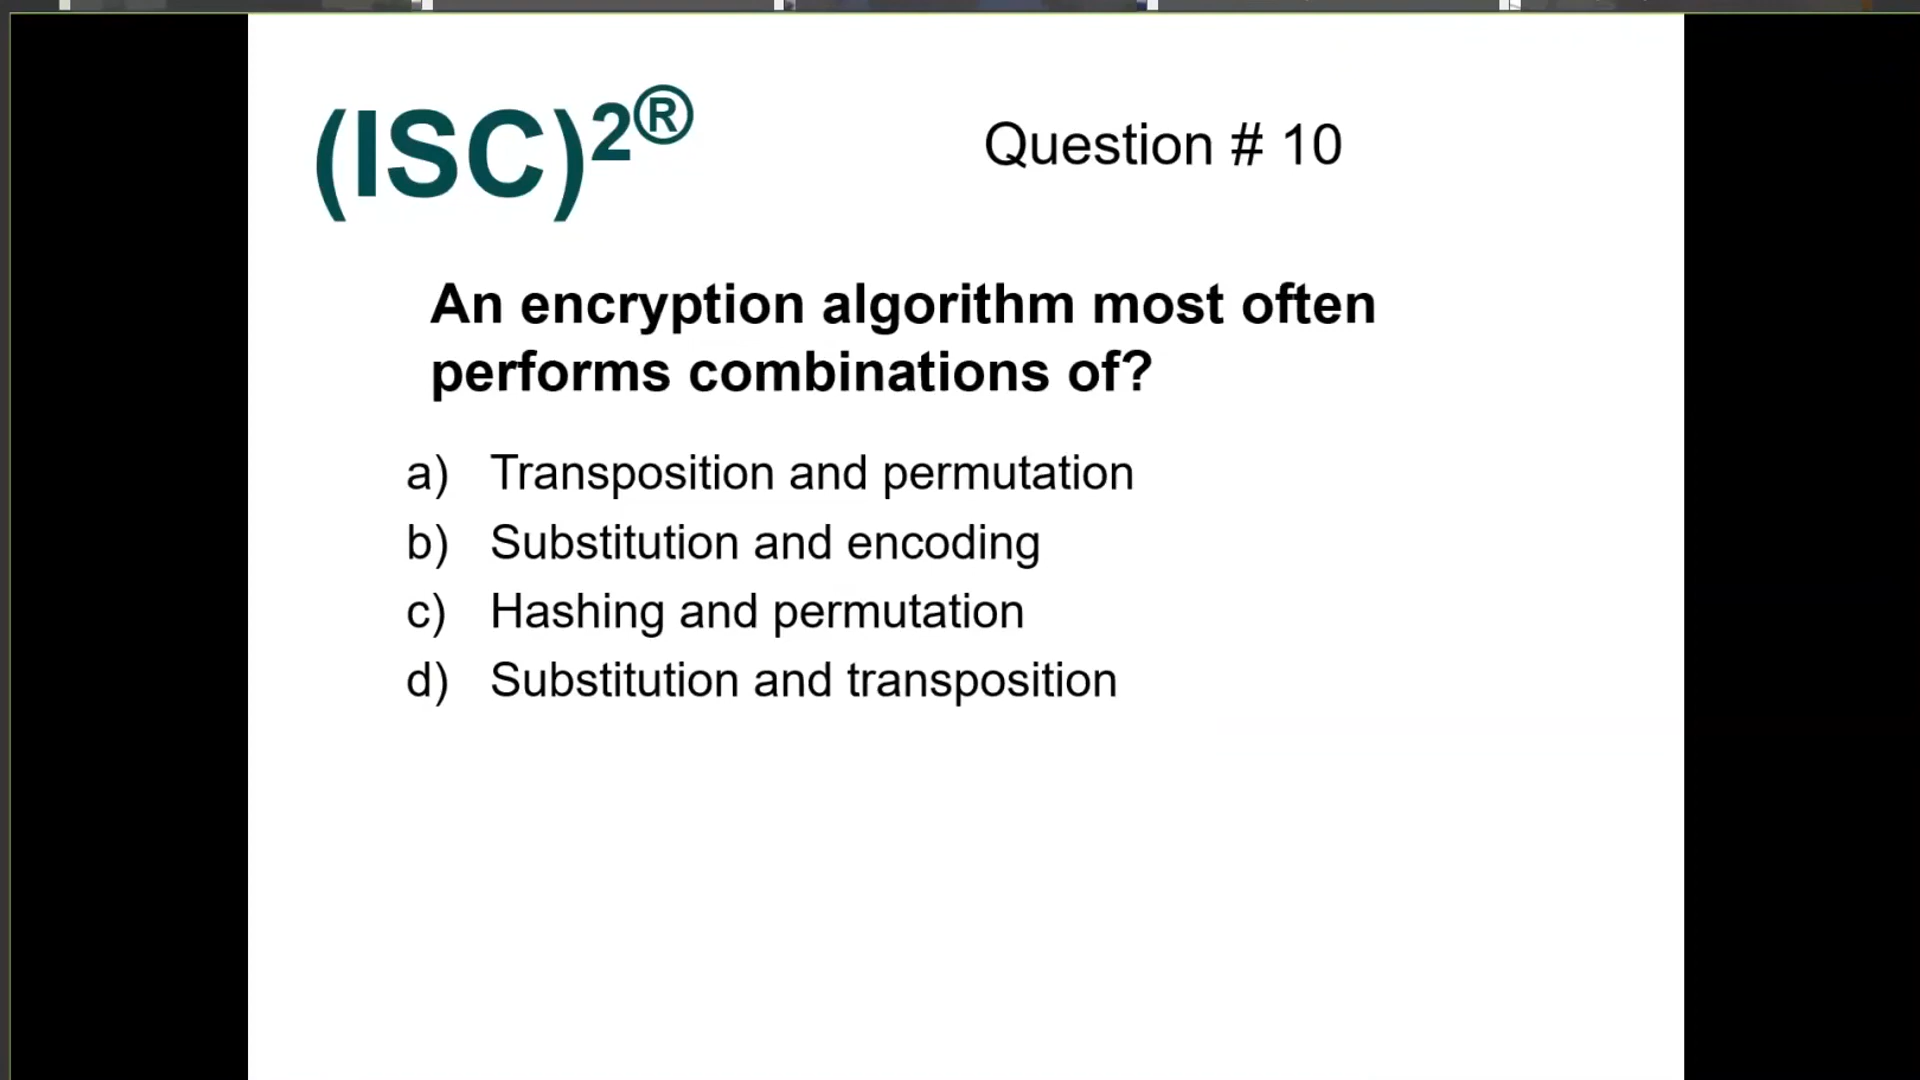 (ISC)2®
Question # 10
An encryption algorithm most often
performs combinations of?
a) Transposition and permutation
b) Substitution and encoding
c) Hashing and permutation
d) Substitution and transposition